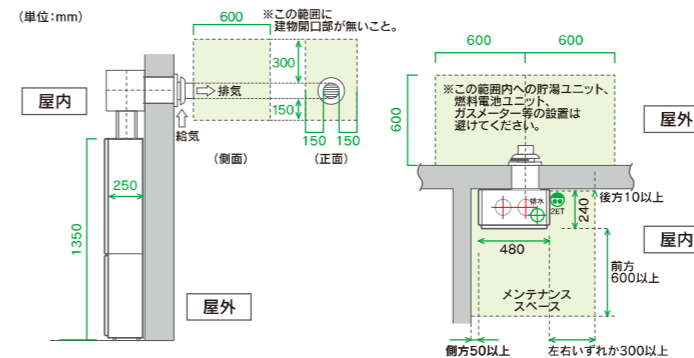 （単位：mm）
600
※この範囲に
建物開口部が無いこと。
300
排気
150
給気
150
150
（側面）
（正面）
屋内
250
1350
屋外
600
600
600
※この範囲内への貯湯ユニット、
燃料電池ユニット、
ガスメーター等の設置は
避けてください。
屋外
排水
2ET
240
後方10以上
屋内
480
前方
600以上
メンテナンス
スペース
側方50以上
左右いずれか300以上